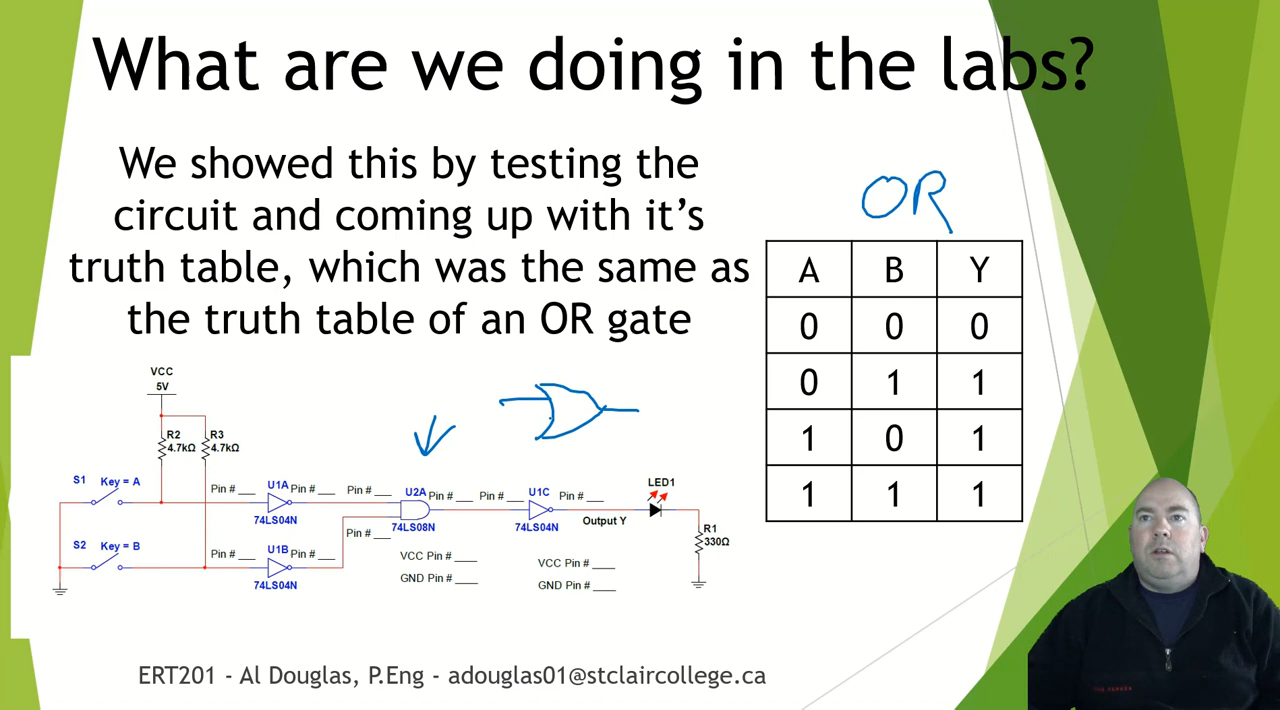 What are we doing in the labs?
We showed this by testing the
circuit and coming up with it's
truth table, which was the same as
the truth table of an OR gate
OR
A B Y
0 0 0
0 1 1
1 0 1
1 1 1
VCC
5V
R2
4.7kΩ
R3
4.7kΩ
S1 Key = A
Pin # ___ U1A Pin # ___ Pin # ___ U2A Pin # ___ Pin # ___ U1C Pin # ___ LED1
74LS04N 74LS08N 74LS04N Output Y
R1
330Ω
Pin # ___
S2 Key = B
Pin # ___ U1B Pin # ___
74LS04N
VCC Pin # ___
GND Pin # ___
VCC Pin # ___
GND Pin # ___
ERT201 - Al Douglas, P.Eng - adouglas01@stclaircollege.ca